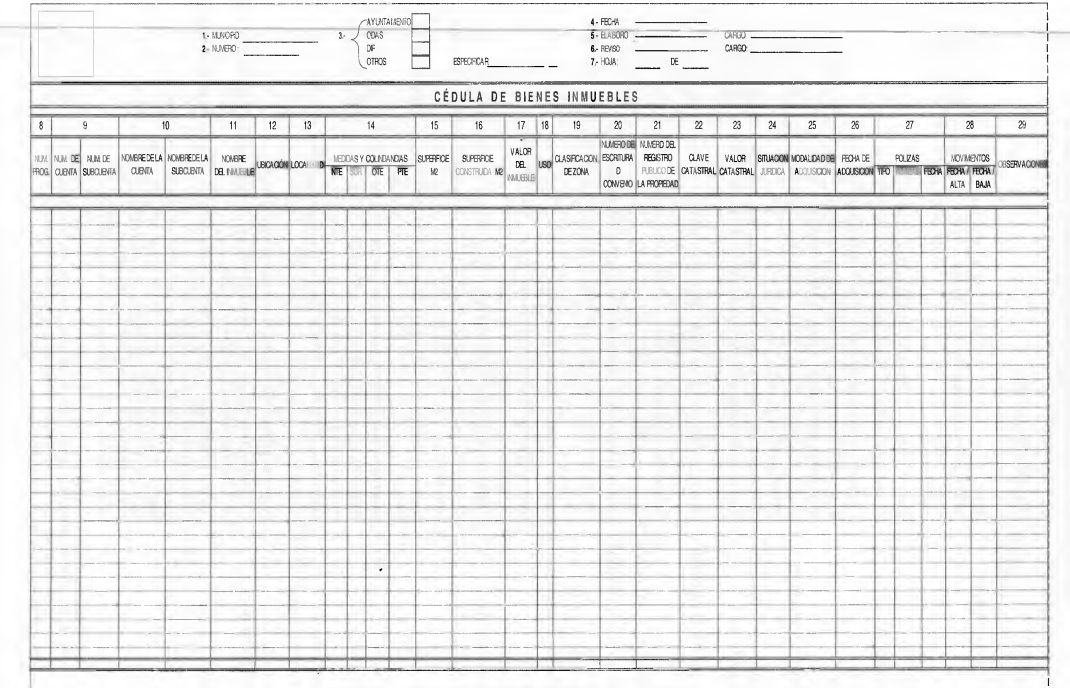 AYUNTAMIENTO 4.- FECHA
1.- MUNICIPIO 3.- ODAS 5.- ELABORO CARGO
2.- NUMERO: DIF 6.- REVISO CARGO:
OTROS ESPECIFICAR 7.- HOJA: DE
CÉDULA DE BIENES INMUEBLES
8 9 10 11 12 13 14 15 16 17 18 19 20 21 22 23 24 25 26 27 28 29
NUM. PROG.
NUM. DE CUENTA
NUM. DE SUBCUENTA
NOMBRE DE LA CUENTA
NOMBRE DE LA SUBCUENTA
NOMBRE DEL INMUEBLE
UBICACIÓN
MEDIDAS Y COLINDANCIAS
NTE SUR OTE PTE
SUPERFICIE M2
SUPERFICIE CONSTRUIDA M2
VALOR DEL INMUEBLE
USO
CLASIFICACION DE ZONA
NUMERO DE ESCRITURA O CONVENIO
NUMERO DEL REGISTRO PUBLICO DE LA PROPIEDAD
CLAVE CATASTRAL
VALOR CATASTRAL
SITUACION JURIDICA
MODALIDAD DE ADQUISICION
FECHA DE ADQUISICION
POLIZAS
TIPO FECHA
MOVIMIENTOS
FECHA / ALTA
FECHA / BAJA
OBSERVACIONES